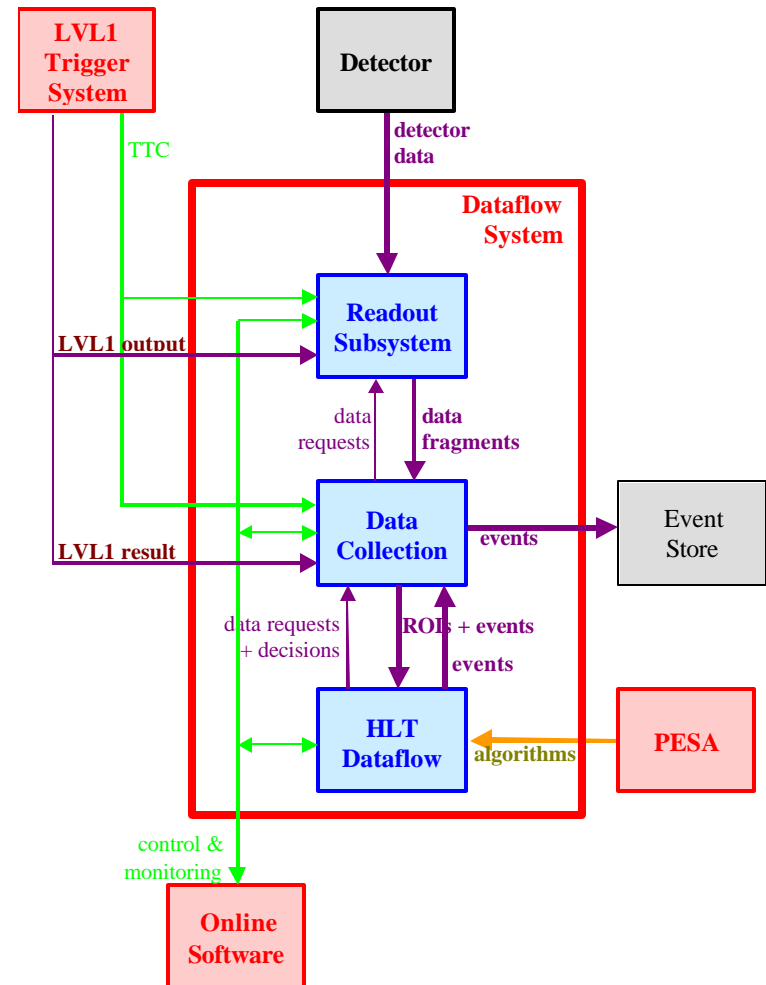 LVL1
Trigger
System
Detector
detector
data
TTC
Dataflow
System
Readout
Subsystem
LVL1 output
data
requests
data
fragments
Data
Collection
events
Event
Store
LVL1 result
data requests
+ decisions
ROIs + events
events
HLT
Dataflow
algorithms
PESA
control &
monitoring
Online
Software